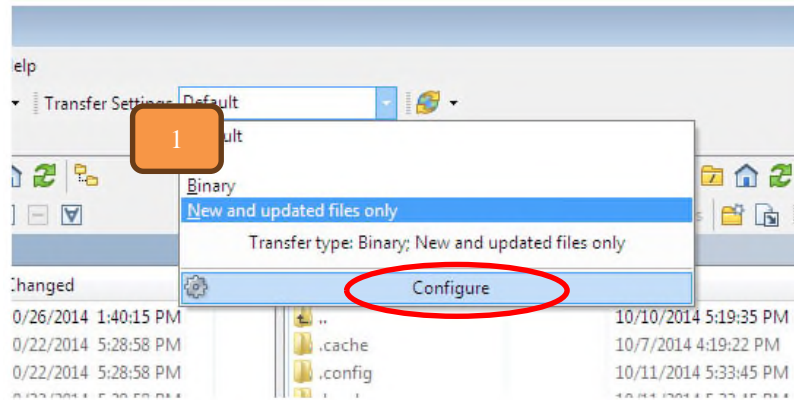 elp
Transfer Settings Default
1
ult
Binary
New and updated files only
Transfer type: Binary; New and updated files only
Configure
Changed
0/26/2014 1:40:15 PM .. 10/10/2014 5:19:35 PM
0/22/2014 5:28:58 PM .cache 10/7/2014 4:19:22 PM
0/22/2014 5:28:58 PM .config 10/11/2014 5:33:45 PM